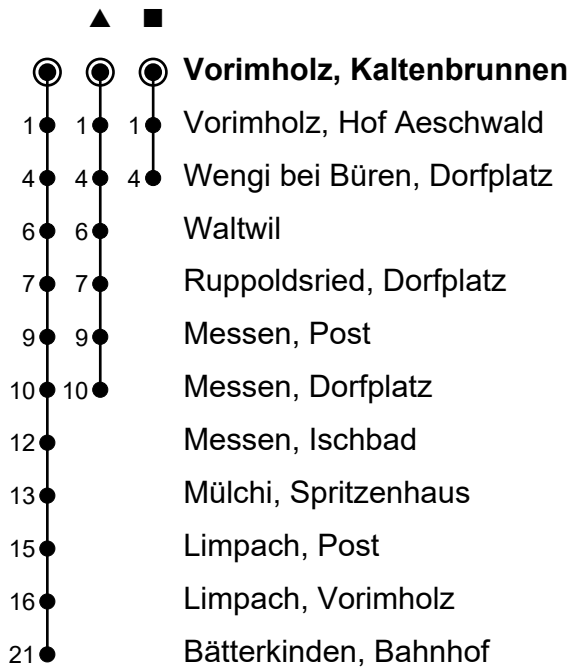 ▲ ■
Vorimholz, Kaltenbrunnen
1 1 1 Vorimholz, Hof Aeschwald
4 4 4 Wengi bei Büren, Dorfplatz
6 6 Waltwil
7 7 Ruppoldsried, Dorfplatz
9 9 Messen, Post
10 10 Messen, Dorfplatz
12 Messen, Ischbad
13 Mülchi, Spritzenhaus
15 Limpach, Post
16 Limpach, Vorimholz
21 Bätterkinden, Bahnhof